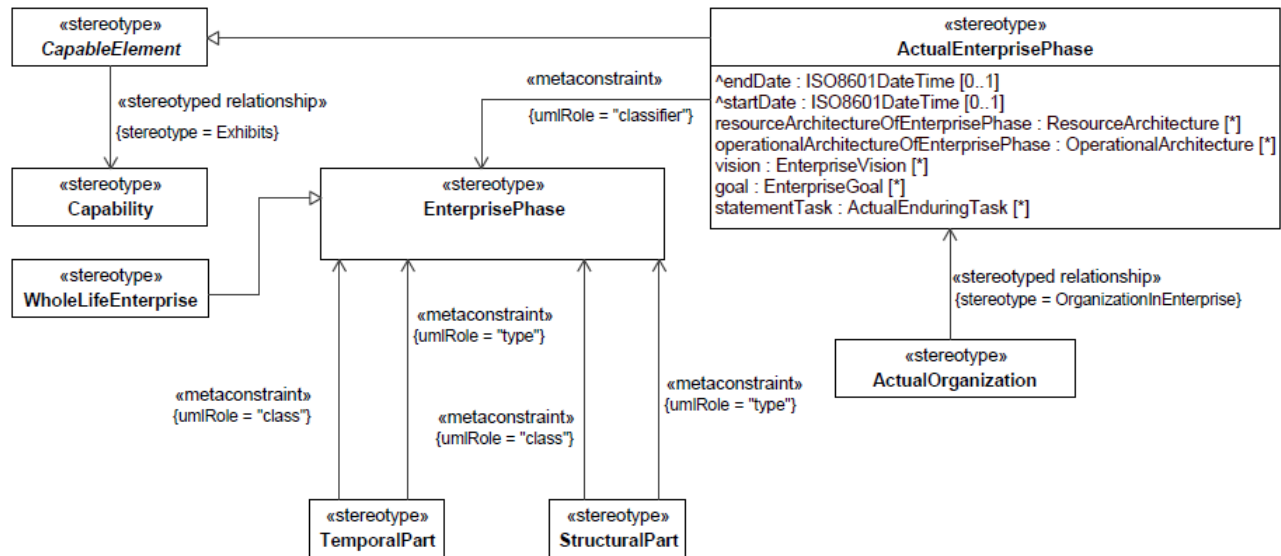 «stereotype»
CapableElement
«stereotype»
ActualEnterprisePhase
^endDate : ISO8601DateTime [0..1]
^startDate : ISO8601DateTime [0..1]
resourceArchitectureOfEnterprisePhase : ResourceArchitecture [*]
operationalArchitectureOfEnterprisePhase : OperationalArchitecture [*]
vision : EnterpriseVision [*]
goal : EnterpriseGoal [*]
statementTask : ActualEnduringTask [*]
«metaconstraint»
{umlRole = "classifier"}
«stereotyped relationship»
{stereotype = Exhibits}
«stereotype»
Capability
«stereotype»
EnterprisePhase
«stereotype»
WholeLifeEnterprise
«stereotyped relationship»
{stereotype = OrganizationInEnterprise}
«metaconstraint»
{umlRole = "type"}
«stereotype»
ActualOrganization
«metaconstraint»
{umlRole = "class"}
«metaconstraint»
{umlRole = "class"}
«metaconstraint»
{umlRole = "type"}
«stereotype»
TemporalPart
«stereotype»
StructuralPart